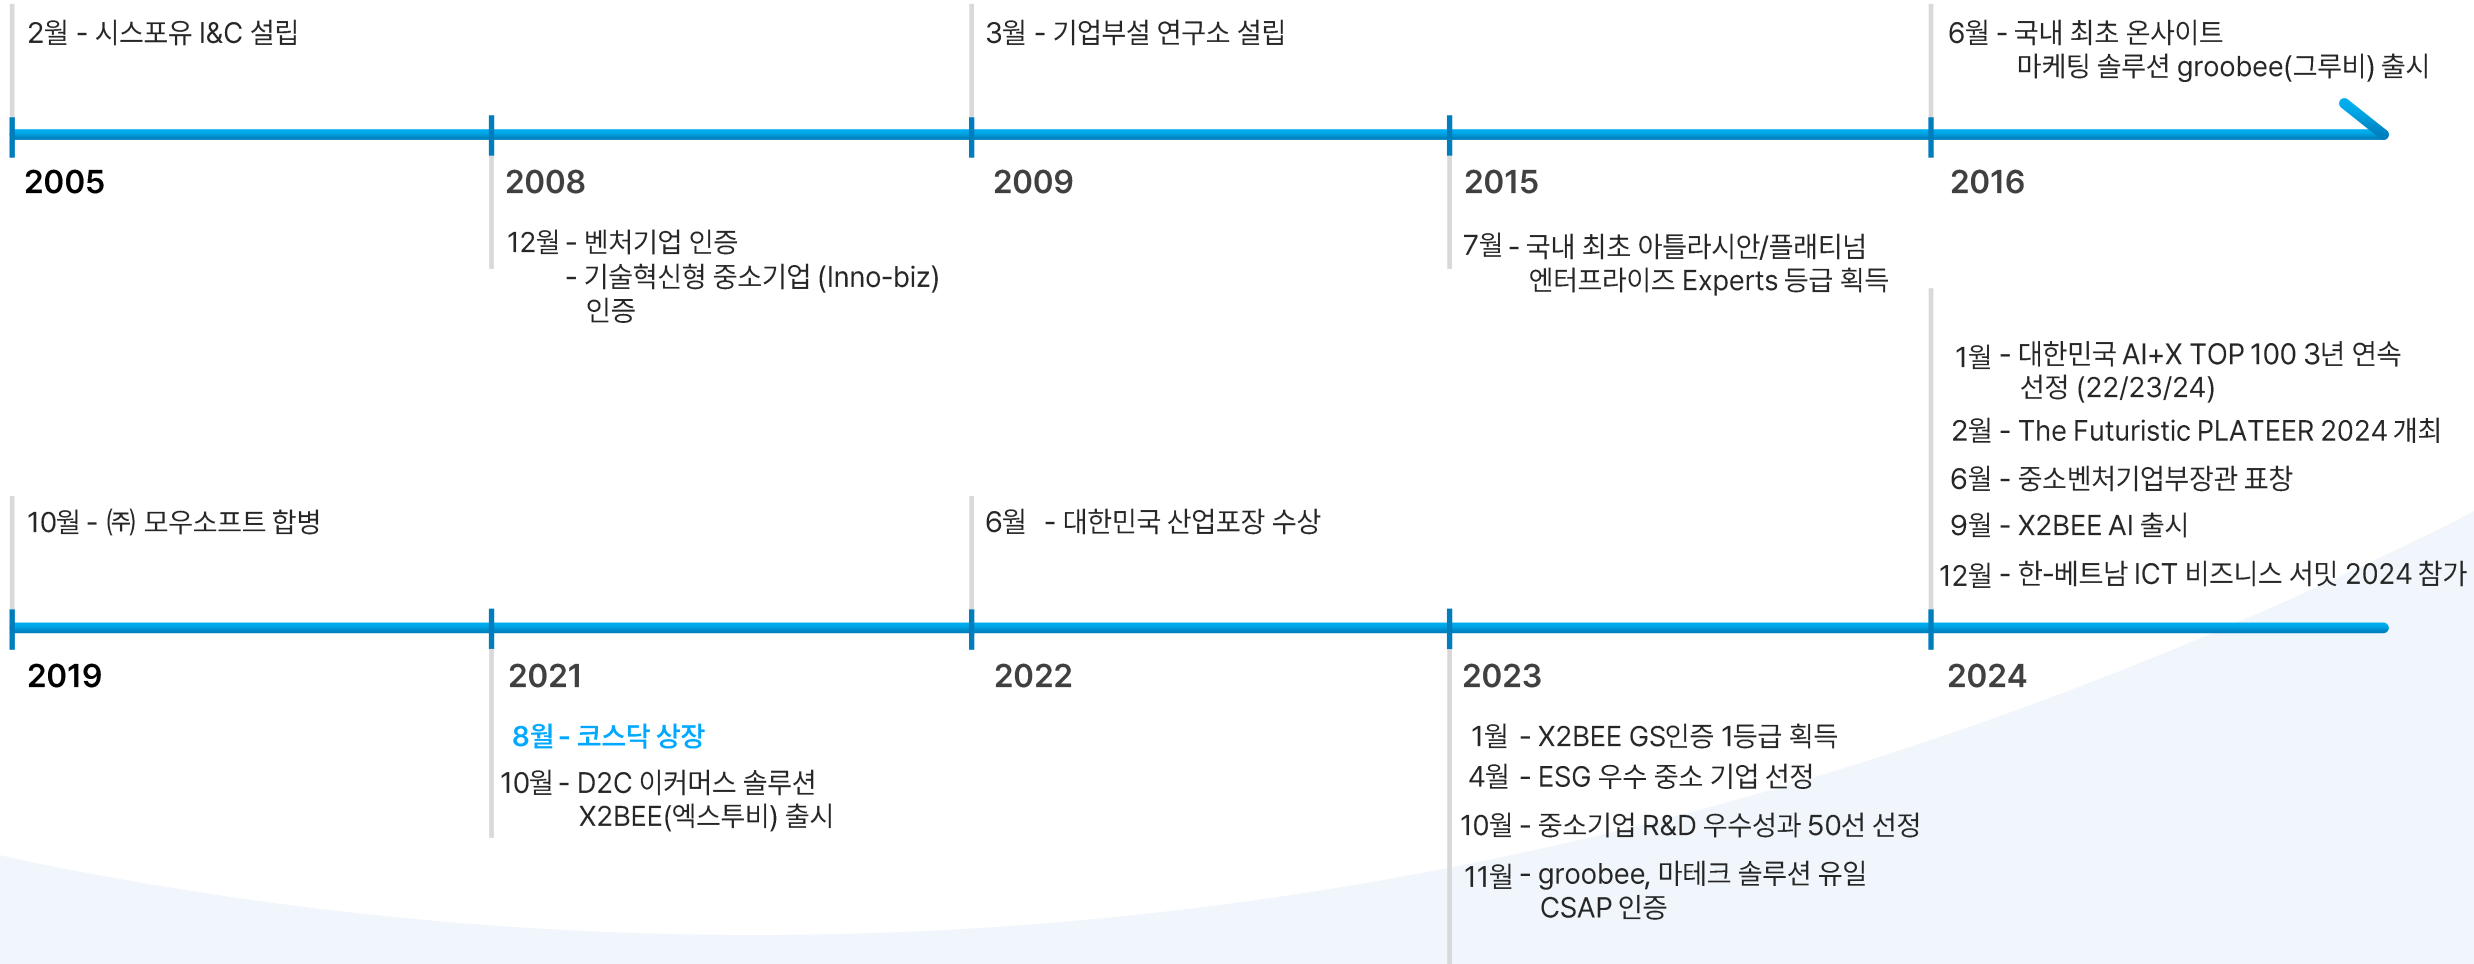 2월 - 시스포유 I&C 설립
2005
2008
12월 - 벤처기업 인증
- 기술혁신형 중소기업 (Inno-biz)
인증
3월 - 기업부설 연구소 설립
2009
2015
7월 - 국내 최초 아틀라시안/플래티넘
엔터프라이즈 Experts 등급 획득
6월 - 국내 최초 온사이트
마케팅 솔루션 groobee(그루비) 출시
2016
10월 - ㈜ 모우소프트 합병
2019
2021
8월 - 코스닥 상장
10월 - D2C 이커머스 솔루션
X2BEE(엑스투비) 출시
6월 - 대한민국 산업포장 수상
2022
2023
1월 - X2BEE GS인증 1등급 획득
4월 - ESG 우수 중소 기업 선정
10월 - 중소기업 R&D 우수성과 50선 선정
11월 - groobee, 마테크 솔루션 유일
CSAP 인증
1월 - 대한민국 AI+X TOP 100 3년 연속
선정 (22/23/24)
2월 - The Futuristic PLATEER 2024 개최
6월 - 중소벤처기업부장관 표창
9월 - X2BEE AI 출시
12월 - 한-베트남 ICT 비즈니스 서밋 2024 참가
2024